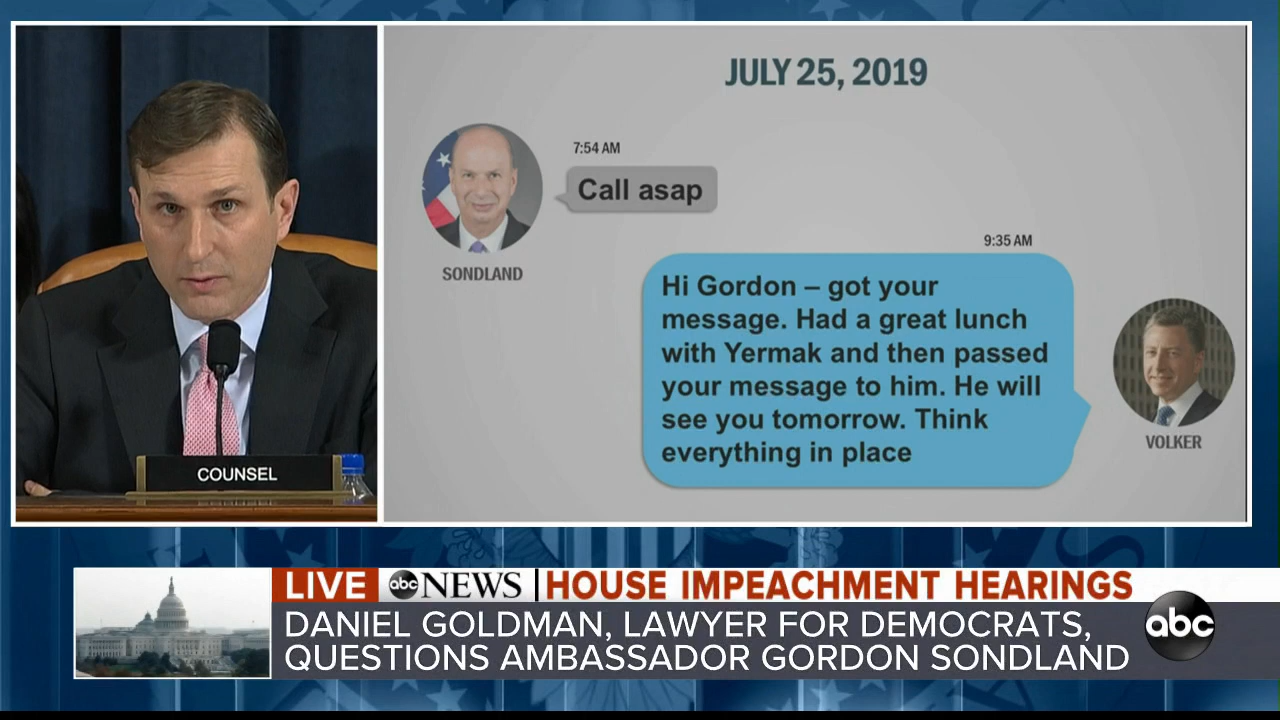 JULY 25, 2019
7:54 AM
Call asap
SONDLAND
9:35 AM
Hi Gordon – got your
message. Had a great lunch
with Yermak and then passed
your message to him. He will
see you tomorrow. Think
everything in place
VOLKER
COUNSEL
LIVE abc NEWS HOUSE IMPEACHMENT HEARINGS
DANIEL GOLDMAN, LAWYER FOR DEMOCRATS,
QUESTIONS AMBASSADOR GORDON SONDLAND
abc